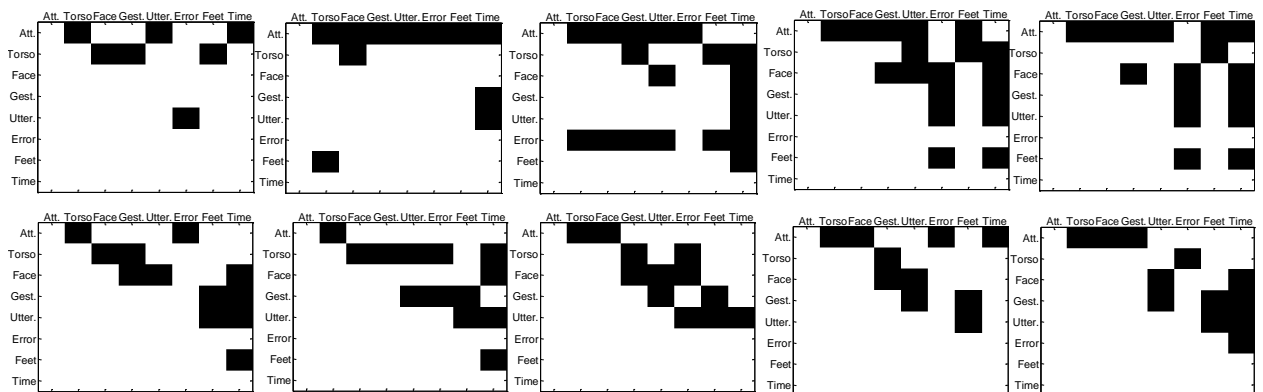 Att. Torso Face Gest. Utter. Error Feet Time
Att.
Torso
Face
Gest.
Utter.
Error
Feet
Time
Att. Torso Face Gest. Utter. Error Feet Time
Att.
Torso
Face
Gest.
Utter.
Error
Feet
Time
Att. Torso Face Gest. Utter. Error Feet Time
Att.
Torso
Face
Gest.
Utter.
Error
Feet
Time
Att. Torso Face Gest. Utter. Error Feet Time
Att.
Torso
Face
Gest.
Utter.
Error
Feet
Time
Att. Torso Face Gest. Utter. Error Feet Time
Att.
Torso
Face
Gest.
Utter.
Error
Feet
Time
Att. Torso Face Gest. Utter. Error Feet Time
Att.
Torso
Face
Gest.
Utter.
Error
Feet
Time
Att. Torso Face Gest. Utter. Error Feet Time
Att.
Torso
Face
Gest.
Utter.
Error
Feet
Time
Att. Torso Face Gest. Utter. Error Feet Time
Att.
Torso
Face
Gest.
Utter.
Error
Feet
Time
Att. Torso Face Gest. Utter. Error Feet Time
Att.
Torso
Face
Gest.
Utter.
Error
Feet
Time
Att. Torso Face Gest. Utter. Error Feet Time
Att.
Torso
Face
Gest.
Utter.
Error
Feet
Time